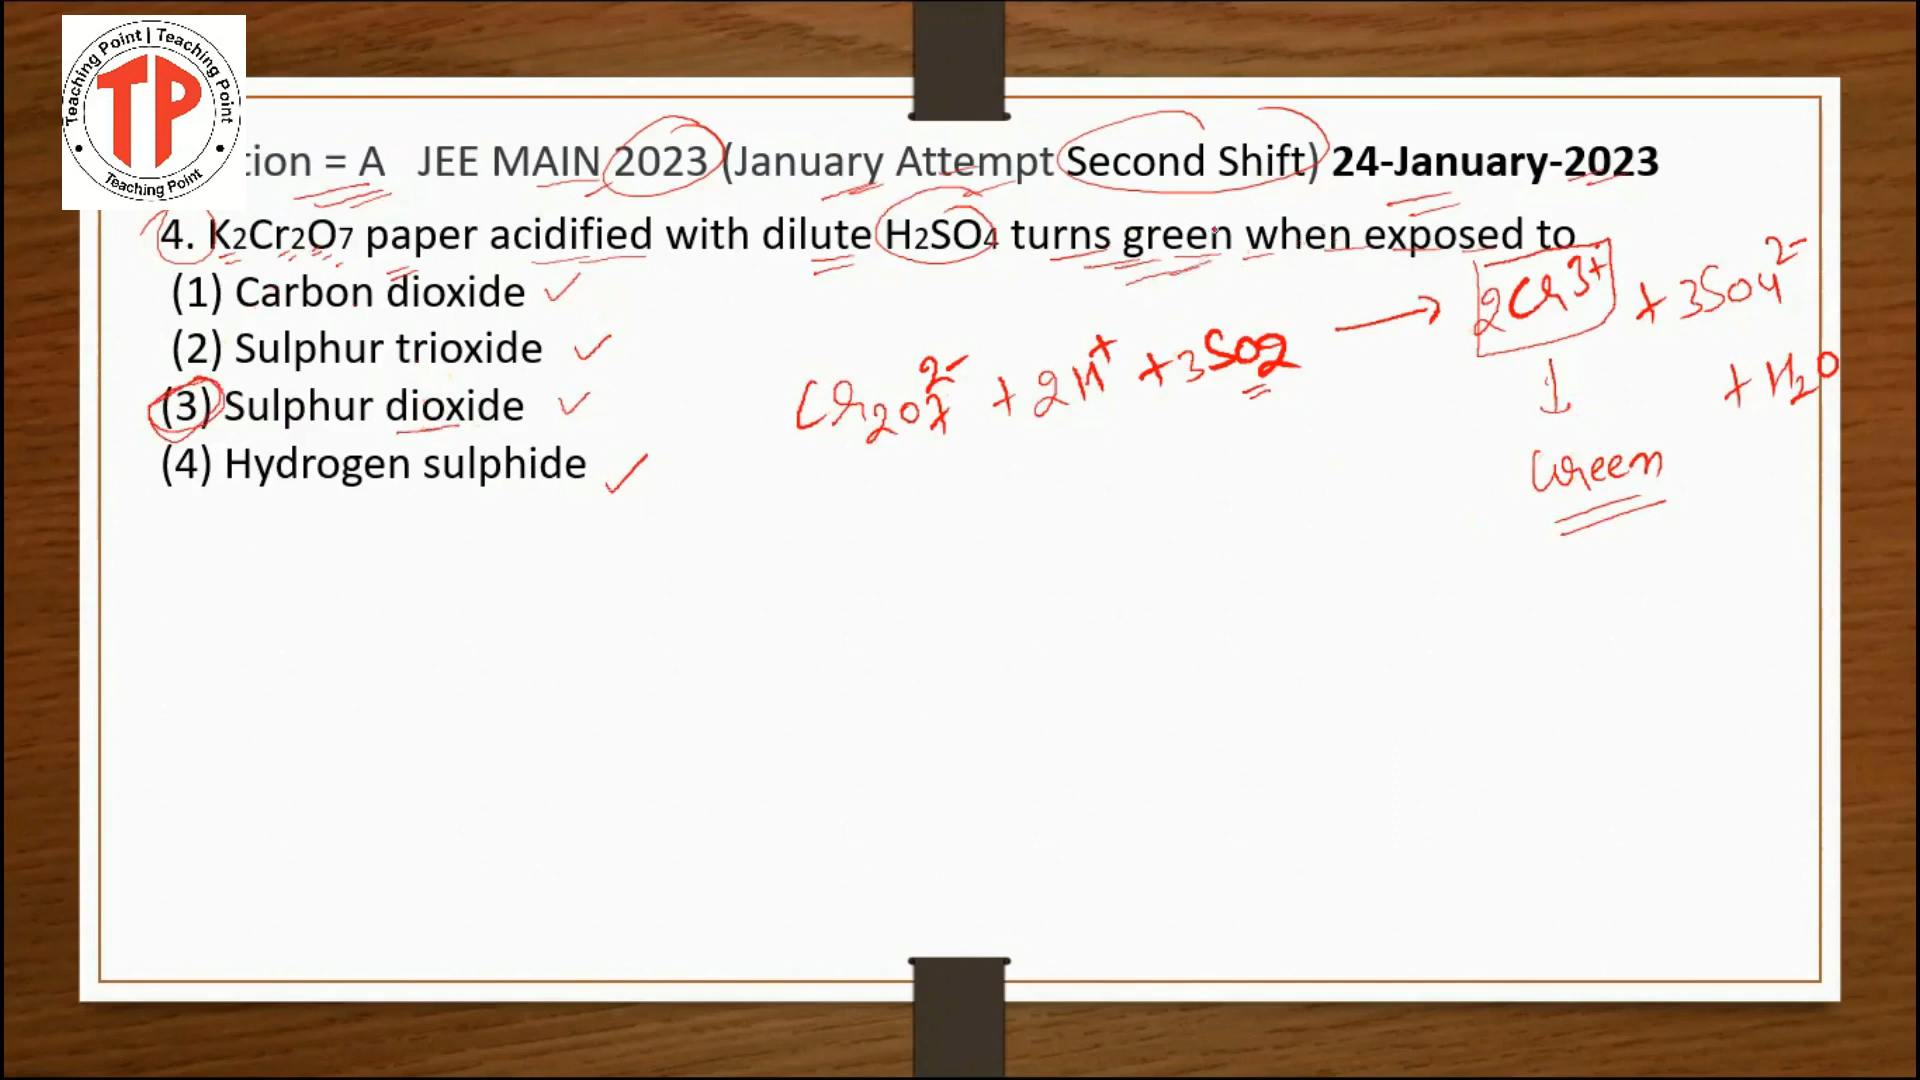 Teaching Point | Teaching Point
TP
Teaching Point
tion = A JEE MAIN 2023 (January Attempt Second Shift) 24-January-2023
4. K2Cr2O7 paper acidified with dilute H2SO4 turns green when exposed to
(1) Carbon dioxide
(2) Sulphur trioxide
(3) Sulphur dioxide
(4) Hydrogen sulphide
Cr2O7 2- + 2H+ + 3SO2 → 2Cr3+ + 3SO4 2-
+ H2O
↓
Green